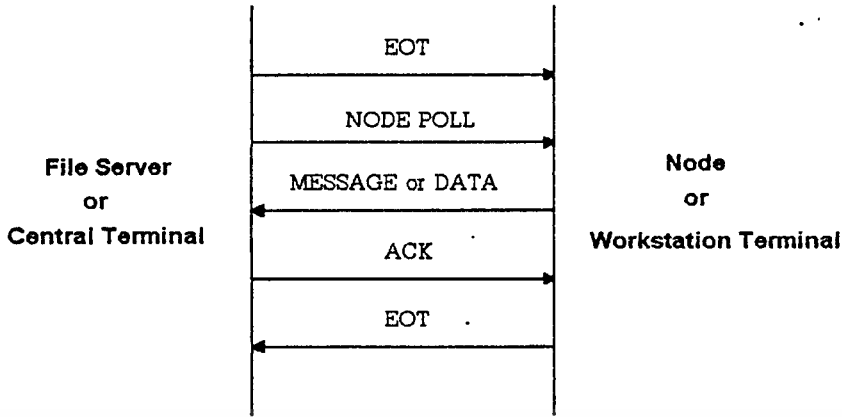 EOT
NODE POLL
File Server
or
Central Terminal
MESSAGE or DATA
Node
or
Workstation Terminal
ACK
EOT